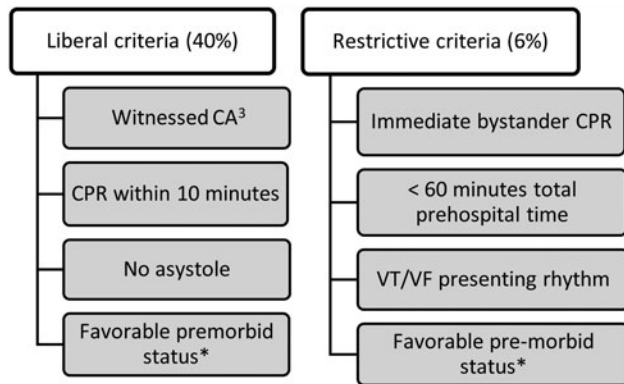 Liberal criteria (40%)
Witnessed CA³
CPR within 10 minutes
No asystole
Favorable premorbid
status*
Restrictive criteria (6%)
Immediate bystander CPR
< 60 minutes total
prehospital time
VT/VF presenting rhythm
Favorable pre-morbid
status*